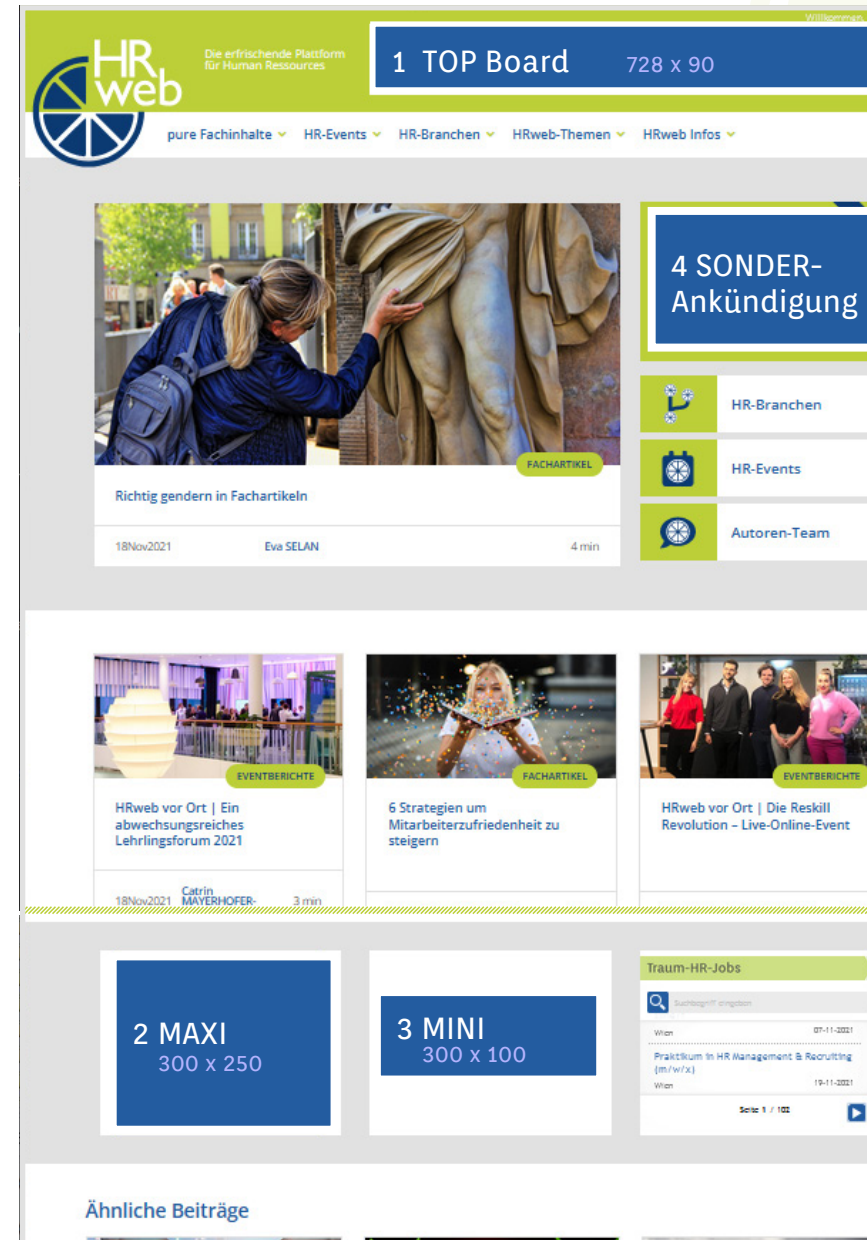 Willkommen,
HR
web
Die erfrischende Plattform
für Human Ressources
1 TOP Board 728 x 90
pure Fachinhalte HR-Events HR-Branchen HRweb-Themen HRweb Infos
4 SONDER-
Ankündigung
HR-Branchen
HR-Events
Autoren-Team
FACHARTIKEL
Richtig gendern in Fachartikeln
18Nov2021 Eva SELAN 4 min
EVENTBERICHTE
HRweb vor Ort | Ein
abwechsungsreiches
Lehrlingsforum 2021
18Nov2021 Catrin
MAYERHOFER- 3 min
FACHARTIKEL
6 Strategien um
Mitarbeiterzufriedenheit zu
steigern
EVENTBERICHTE
HRweb vor Ort | Die Reskill
Revolution – Live-Online-Event
2 MAXI
300 x 250
3 MINI
300 x 100
Traum-HR-Jobs
Suchbegriff eingeben
Wien 07-11-2021
Praktikum in HR Management & Recruiting
(m/w/x)
Wien 19-11-2021
Seite 1 / 102
Ähnliche Beiträge